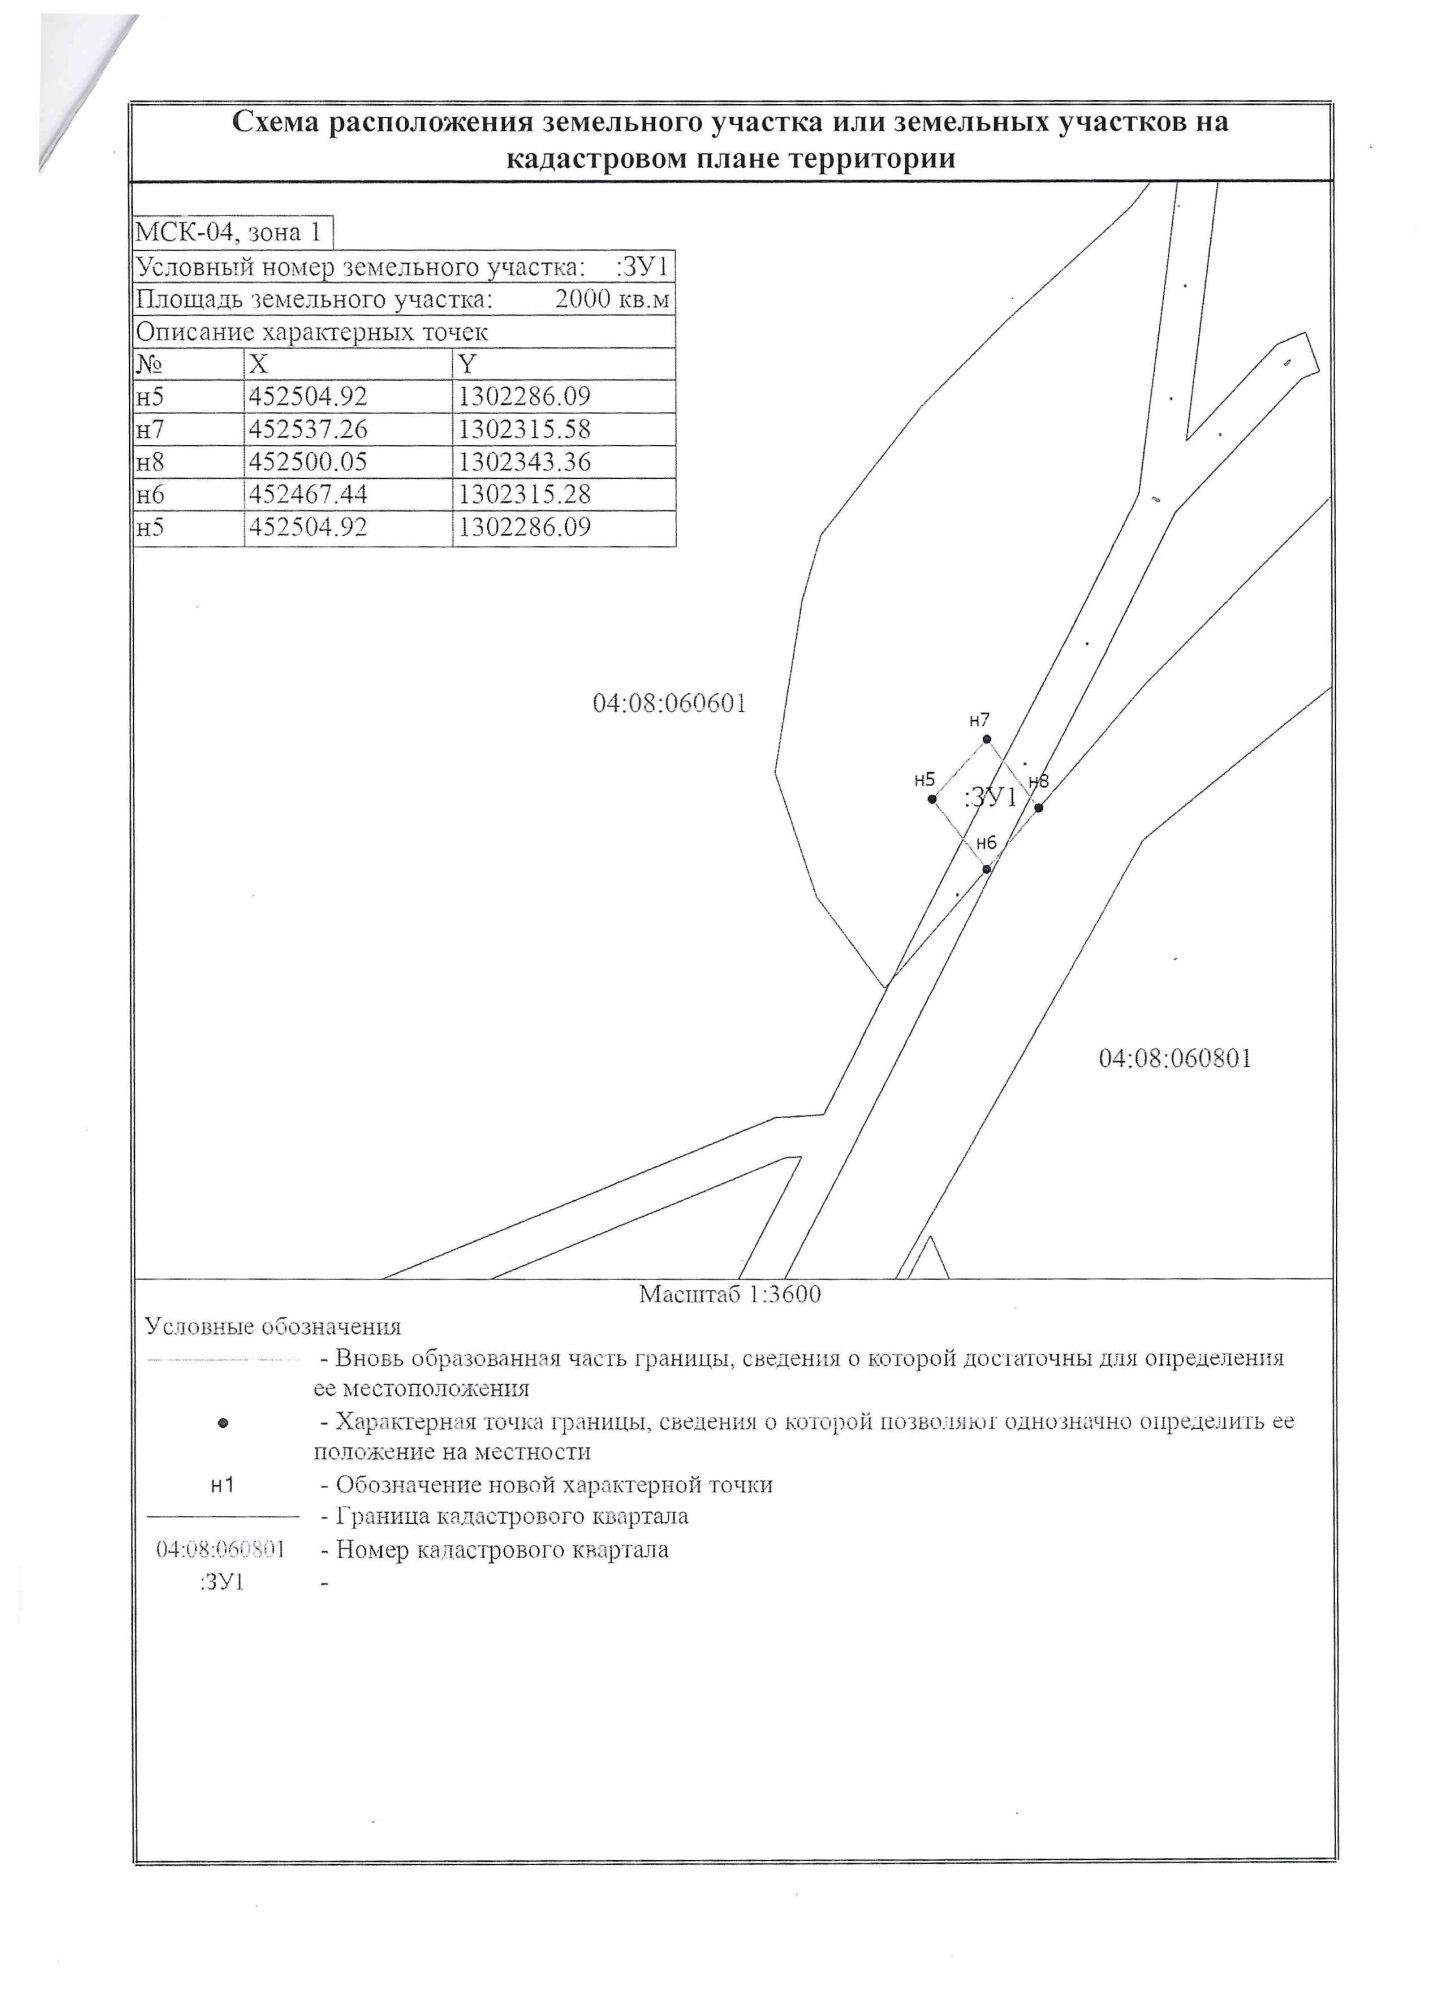 Схема расположения земельного участка или земельных участков на
кадастровом плане территории
МСК-04, зона 1
Условный номер земельного участка: :ЗУ1
Площадь земельного участка: 2000 кв.м
Описание характерных точек
№ X Y
н5 452504.92 1302286.09
н7 452537.26 1302315.58
н8 452500.05 1302343.36
н6 452467.44 1302315.28
н5 452504.92 1302286.09
04:08:060601
н7
н5
:ЗУ1
н8
н6
04:08:060801
Масштаб 1:3600
Условные обозначения
- Вновь образованная часть границы, сведения о которой достаточны для определения
ее местоположения
- Характерная точка границы, сведения о которой позволяют однозначно определить ее
положение на местности
н1 - Обозначение новой характерной точки
- Граница кадастрового квартала
04:08:060801 - Номер кадастрового квартала
:ЗУ1 -